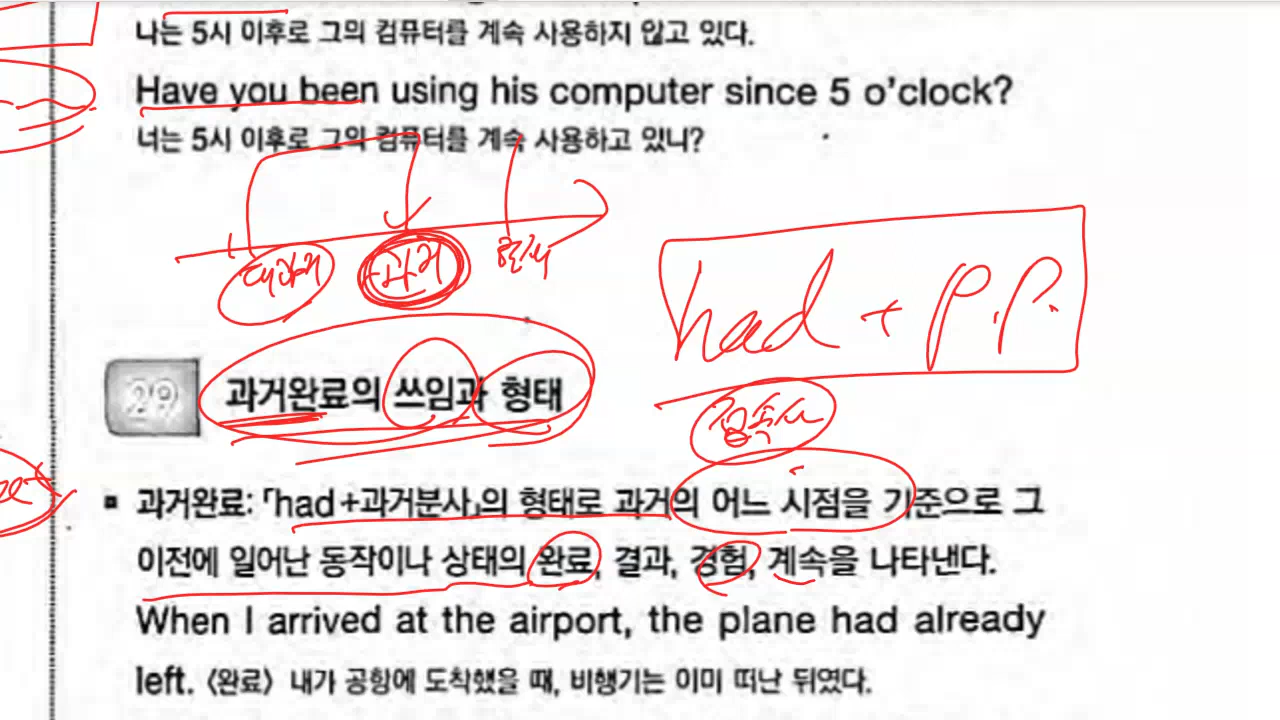 나는 5시 이후로 그의 컴퓨터를 계속 사용하지 않고 있다.
Have you been using his computer since 5 o'clock?
너는 5시 이후로 그의 컴퓨터를 계속 사용하고 있니?
대과거 과거 현재
had + p.p.
29 과거완료의 쓰임과 형태
접속사
▪ 과거완료: 「had+과거분사」의 형태로 과거의 어느 시점을 기준으로 그
이전에 일어난 동작이나 상태의 완료, 결과, 경험, 계속을 나타낸다.
When I arrived at the airport, the plane had already
left. 〈완료〉 내가 공항에 도착했을 때, 비행기는 이미 떠난 뒤였다.